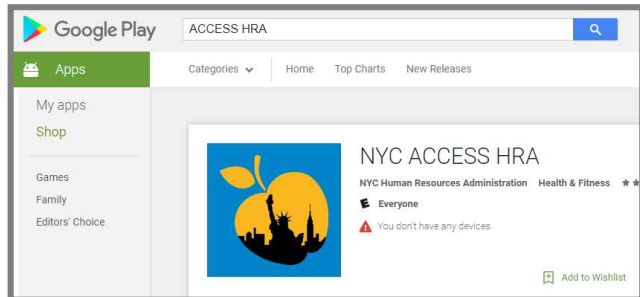 Google Play
ACCESS HRA
Apps
Categories
Home
Top Charts
New Releases
My apps
Shop
Games
Family
Editors' Choice
NYC ACCESS HRA
NYC Human Resources Administration Health & Fitness
E Everyone
You don't have any devices
Add to Wishlist